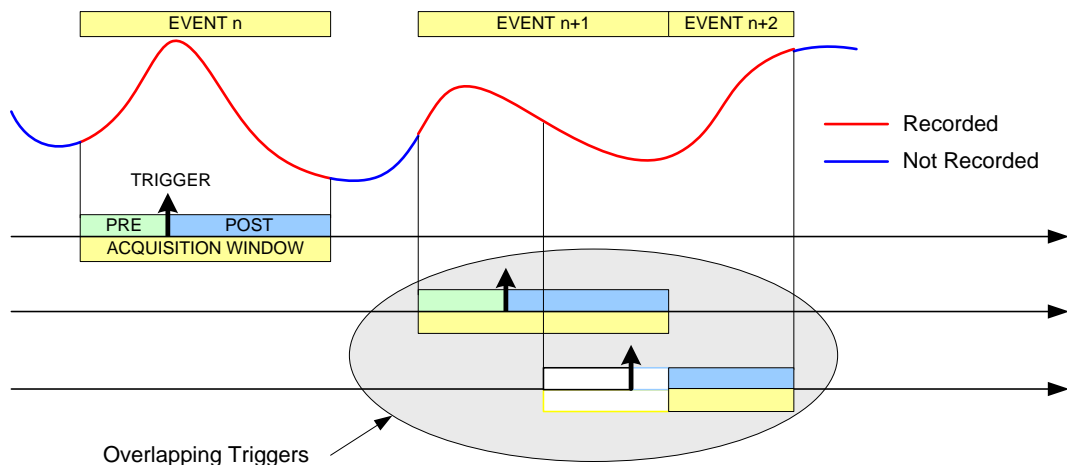 EVENT n
EVENT n+1
EVENT n+2
Recorded
Not Recorded
TRIGGER
PRE
POST
ACQUISITION WINDOW
Overlapping Triggers